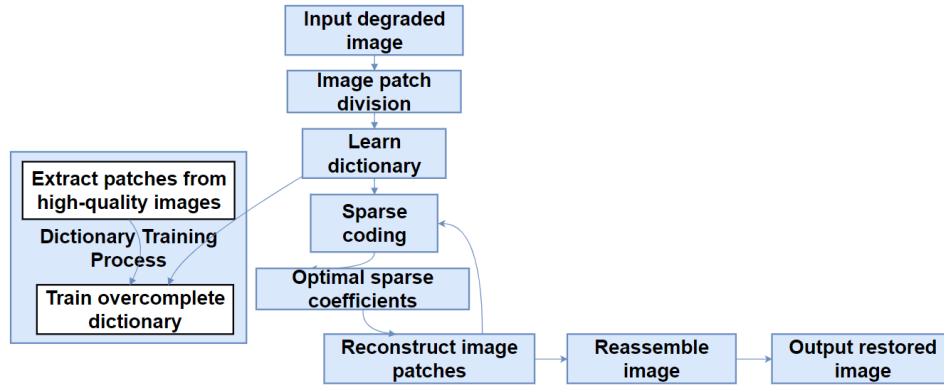 Input degraded
image
Image patch
division
Learn
dictionary
Extract patches from
high-quality images
Sparse
coding
Dictionary Training
Process
Optimal sparse
coefficients
Train overcomplete
dictionary
Reconstruct image
patches
Reassemble
image
Output restored
image